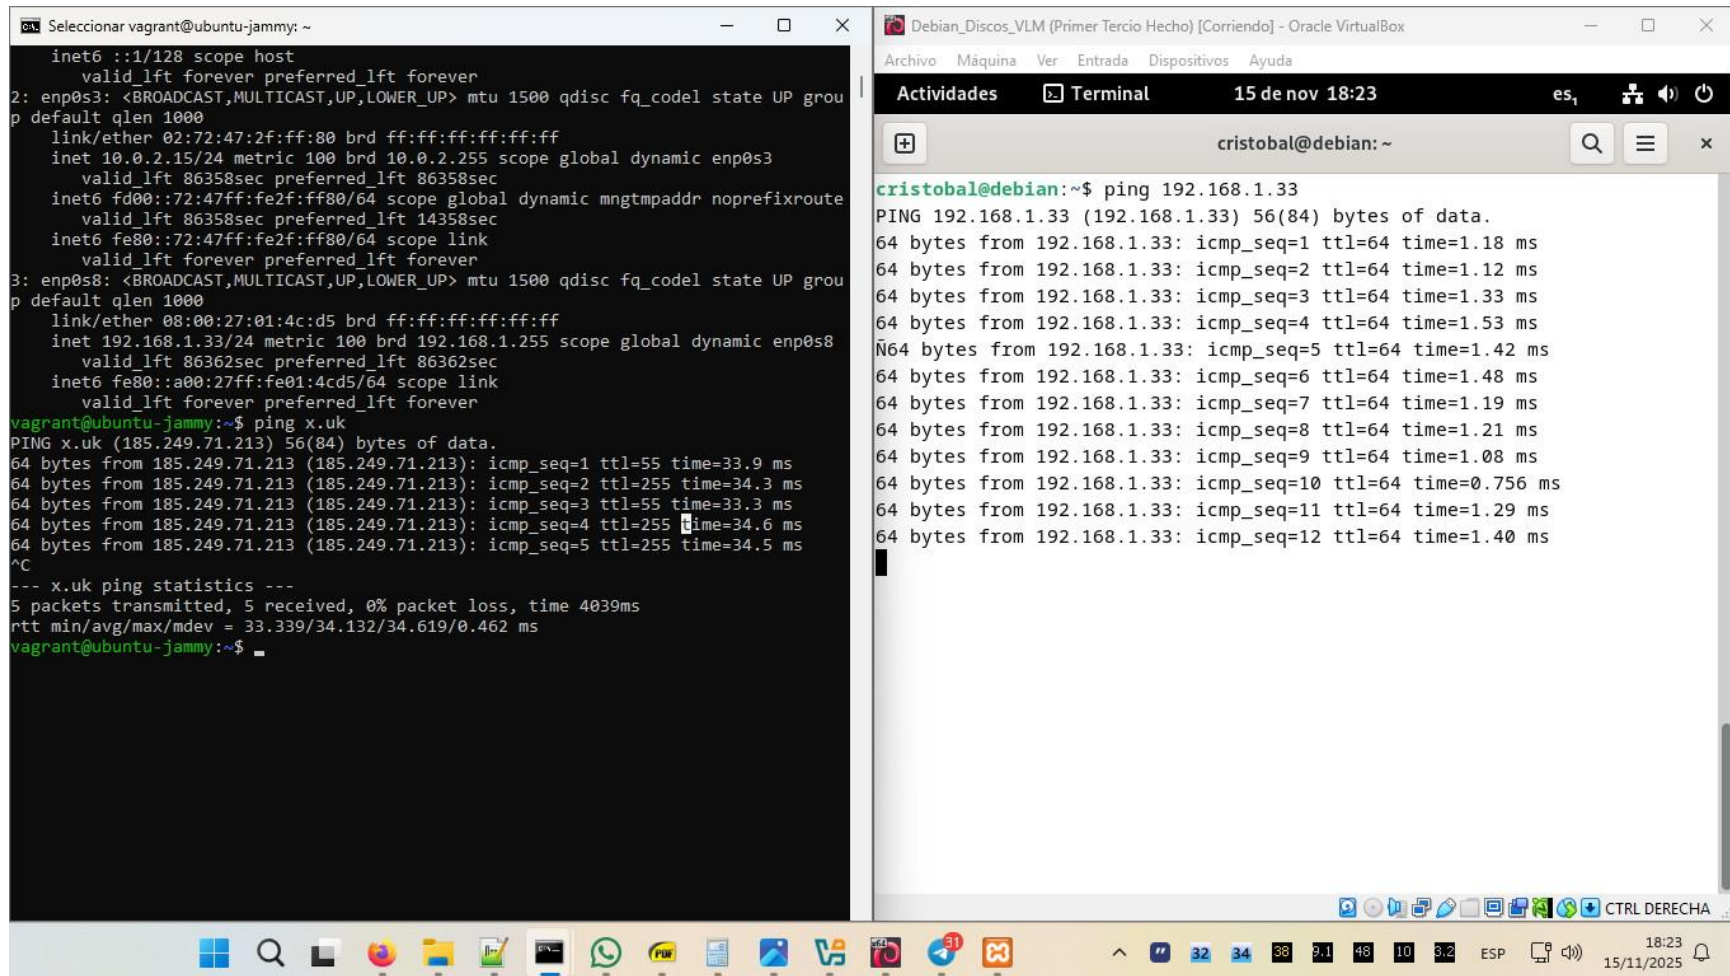 Seleccionar vagrant@ubuntu-jammy: ~
inet6 ::1/128 scope host
valid_lft forever preferred_lft forever
2: enp0s3: <BROADCAST,MULTICAST,UP,LOWER_UP> mtu 1500 qdisc fq_codel state UP grou
p default qlen 1000
link/ether 02:72:47:2f:ff:80 brd ff:ff:ff:ff:ff:ff
inet 10.0.2.15/24 metric 100 brd 10.0.2.255 scope global dynamic enp0s3
valid_lft 86358sec preferred_lft 86358sec
inet6 fd00::72:47ff:fe2f:ff80/64 scope global dynamic mngtmpaddr noprefixroute
valid_lft 86358sec preferred_lft 14358sec
inet6 fe80::72:47ff:fe2f:ff80/64 scope link
valid_lft forever preferred_lft forever
3: enp0s8: <BROADCAST,MULTICAST,UP,LOWER_UP> mtu 1500 qdisc fq_codel state UP grou
p default qlen 1000
link/ether 08:00:27:01:4c:d5 brd ff:ff:ff:ff:ff:ff
inet 192.168.1.33/24 metric 100 brd 192.168.1.255 scope global dynamic enp0s8
valid_lft 86362sec preferred_lft 86362sec
inet6 fe80::a00:27ff:fe01:4cd5/64 scope link
valid_lft forever preferred_lft forever
vagrant@ubuntu-jammy:~$ ping x.uk
PING x.uk (185.249.71.213) 56(84) bytes of data.
64 bytes from 185.249.71.213 (185.249.71.213): icmp_seq=1 ttl=55 time=33.9 ms
64 bytes from 185.249.71.213 (185.249.71.213): icmp_seq=2 ttl=255 time=34.3 ms
64 bytes from 185.249.71.213 (185.249.71.213): icmp_seq=3 ttl=55 time=33.3 ms
64 bytes from 185.249.71.213 (185.249.71.213): icmp_seq=4 ttl=255 time=34.6 ms
64 bytes from 185.249.71.213 (185.249.71.213): icmp_seq=5 ttl=255 time=34.5 ms
^C
--- x.uk ping statistics ---
5 packets transmitted, 5 received, 0% packet loss, time 4039ms
rtt min/avg/max/mdev = 33.339/34.132/34.619/0.462 ms
vagrant@ubuntu-jammy:~$
Debian_Discos_VLM (Primer Tercio Hecho) [Corriendo] - Oracle VirtualBox
Archivo Máquina Ver Entrada Dispositivos Ayuda
Actividades Terminal 15 de nov 18:23 es1
cristobal@debian: ~
cristobal@debian:~$ ping 192.168.1.33
PING 192.168.1.33 (192.168.1.33) 56(84) bytes of data.
64 bytes from 192.168.1.33: icmp_seq=1 ttl=64 time=1.18 ms
64 bytes from 192.168.1.33: icmp_seq=2 ttl=64 time=1.12 ms
64 bytes from 192.168.1.33: icmp_seq=3 ttl=64 time=1.33 ms
64 bytes from 192.168.1.33: icmp_seq=4 ttl=64 time=1.53 ms
Ñ64 bytes from 192.168.1.33: icmp_seq=5 ttl=64 time=1.42 ms
64 bytes from 192.168.1.33: icmp_seq=6 ttl=64 time=1.48 ms
64 bytes from 192.168.1.33: icmp_seq=7 ttl=64 time=1.19 ms
64 bytes from 192.168.1.33: icmp_seq=8 ttl=64 time=1.21 ms
64 bytes from 192.168.1.33: icmp_seq=9 ttl=64 time=1.08 ms
64 bytes from 192.168.1.33: icmp_seq=10 ttl=64 time=0.756 ms
64 bytes from 192.168.1.33: icmp_seq=11 ttl=64 time=1.29 ms
64 bytes from 192.168.1.33: icmp_seq=12 ttl=64 time=1.40 ms
CTRL DERECHA
PDF x64 31 32 34 38 9.1 48 10 3.2 ESP 18:23
15/11/2025